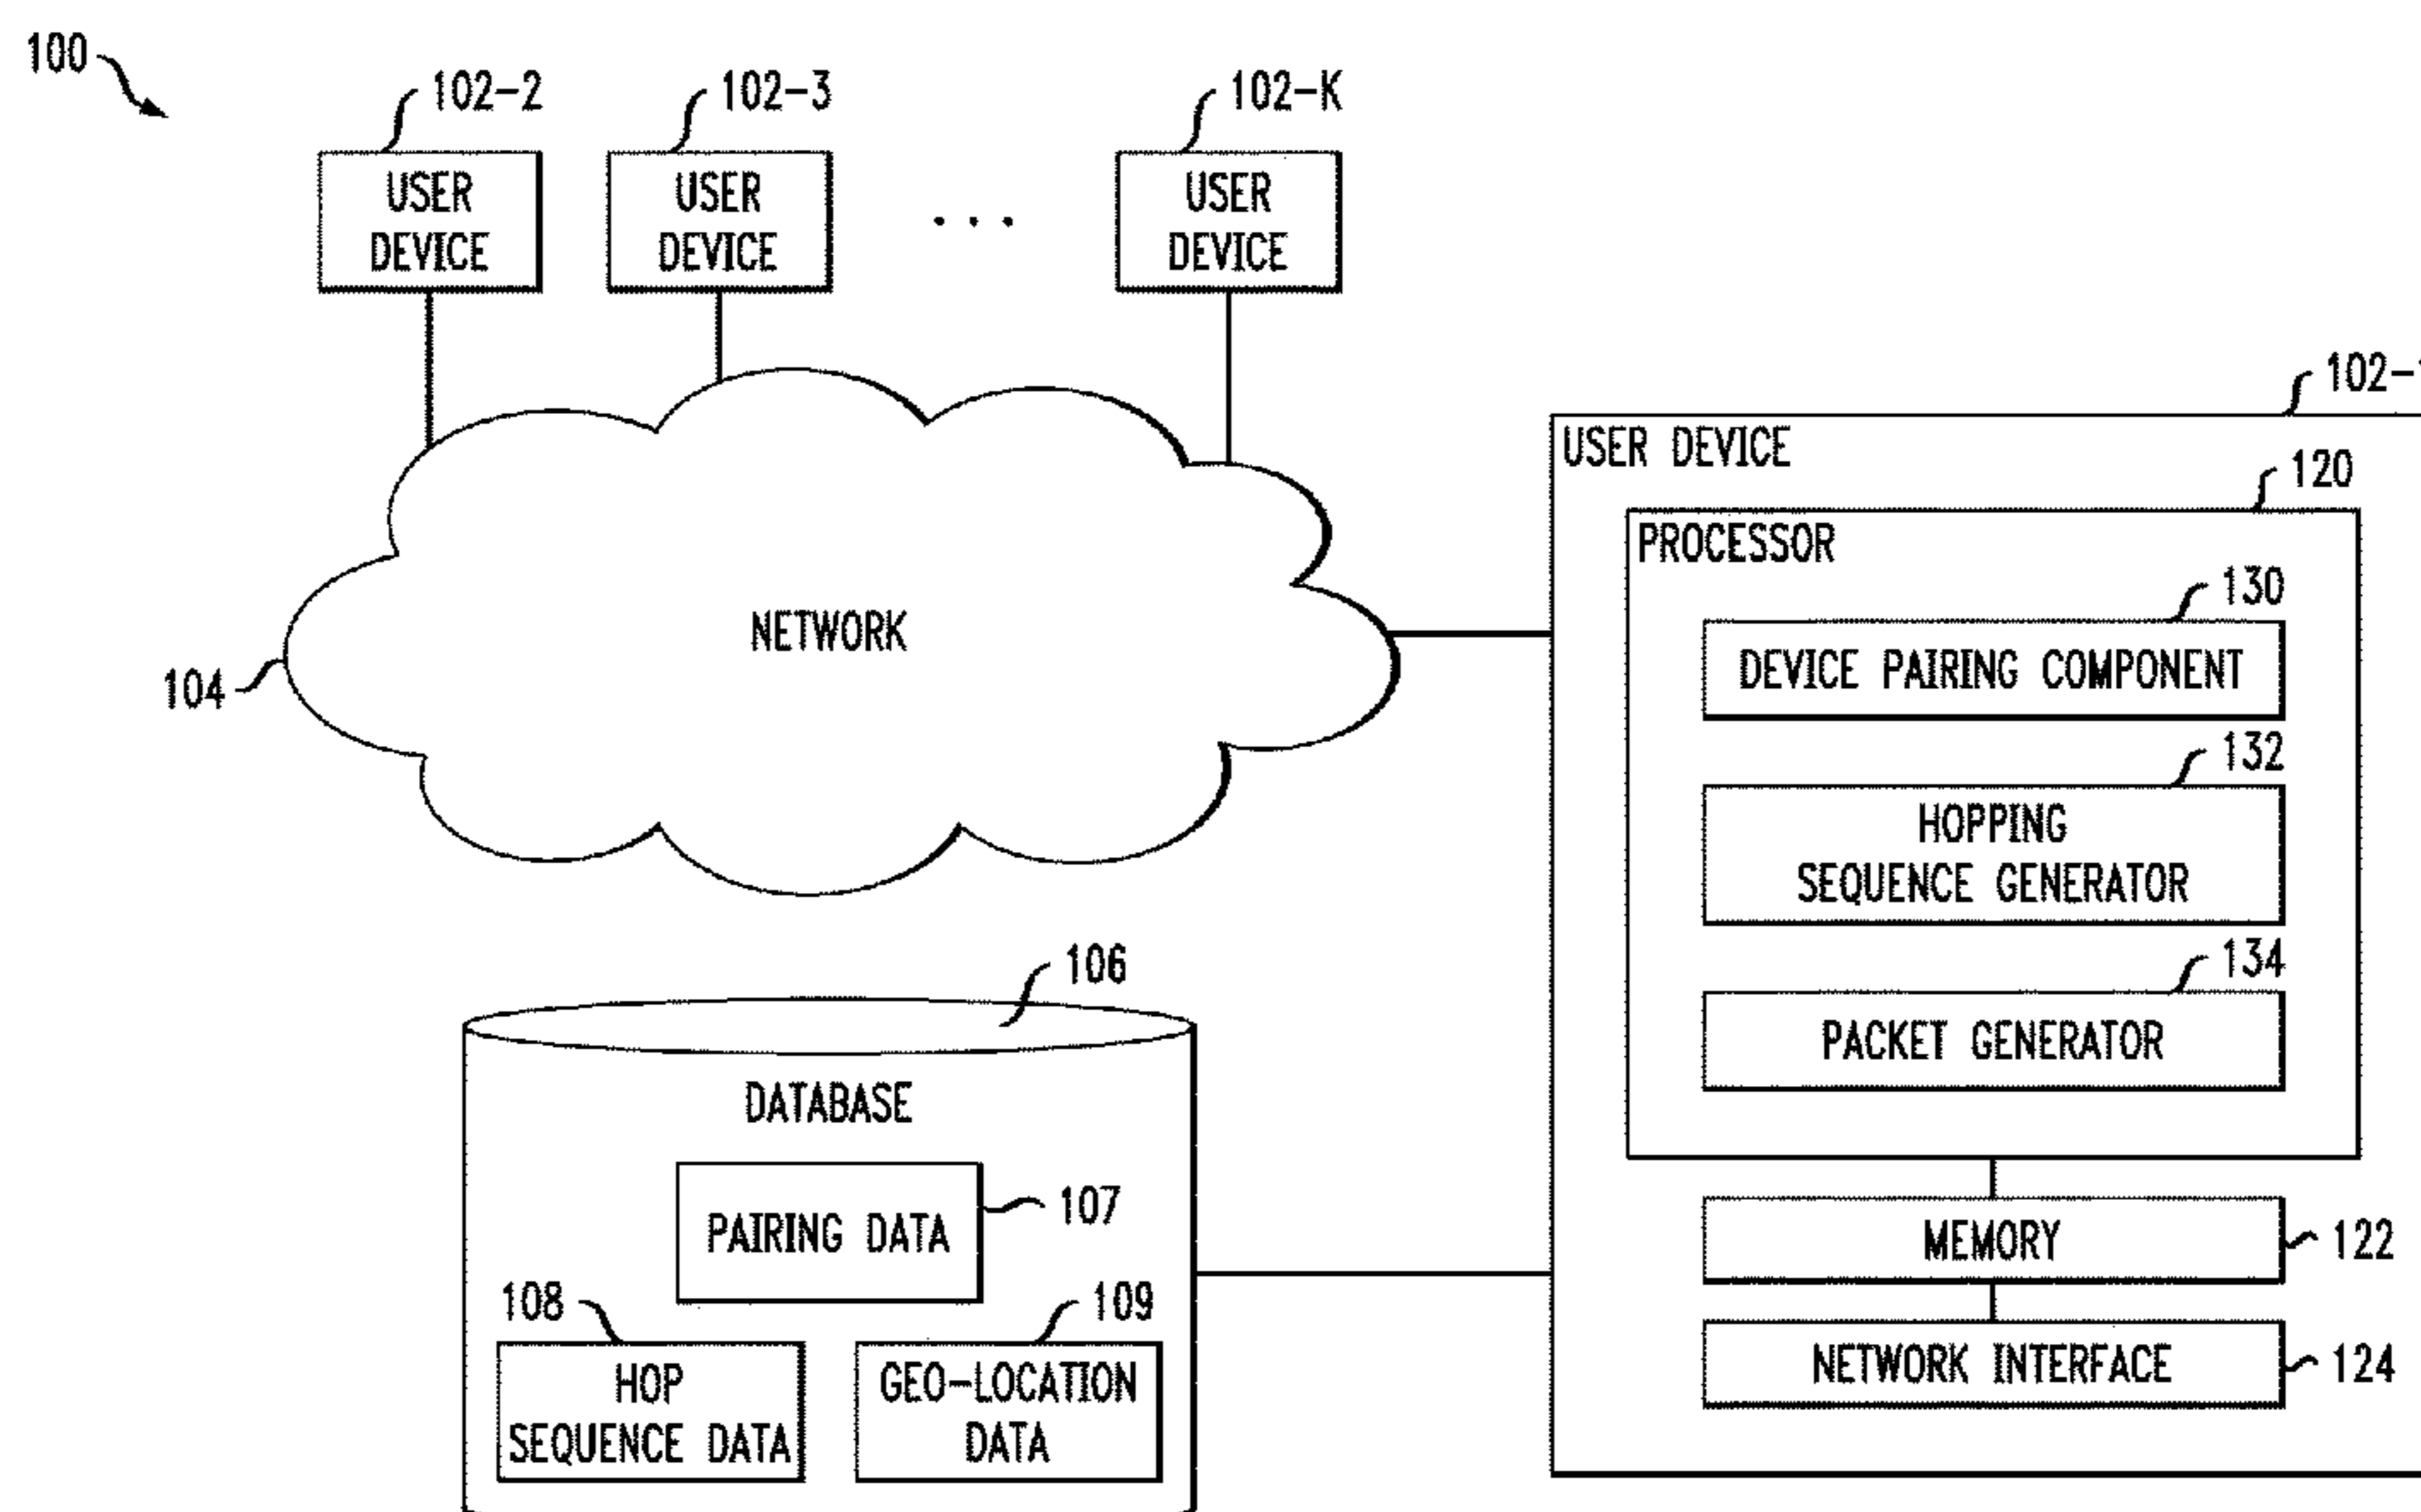 100
102-2
102-3
102-K
USER
DEVICE
USER
DEVICE
. . .
USER
DEVICE
NETWORK
104
102-1
USER DEVICE
120
PROCESSOR
130
DEVICE PAIRING COMPONENT
132
HOPPING
SEQUENCE GENERATOR
134
PACKET GENERATOR
MEMORY
122
NETWORK INTERFACE
124
106
DATABASE
PAIRING DATA
107
108
HOP
SEQUENCE DATA
109
GEO-LOCATION
DATA